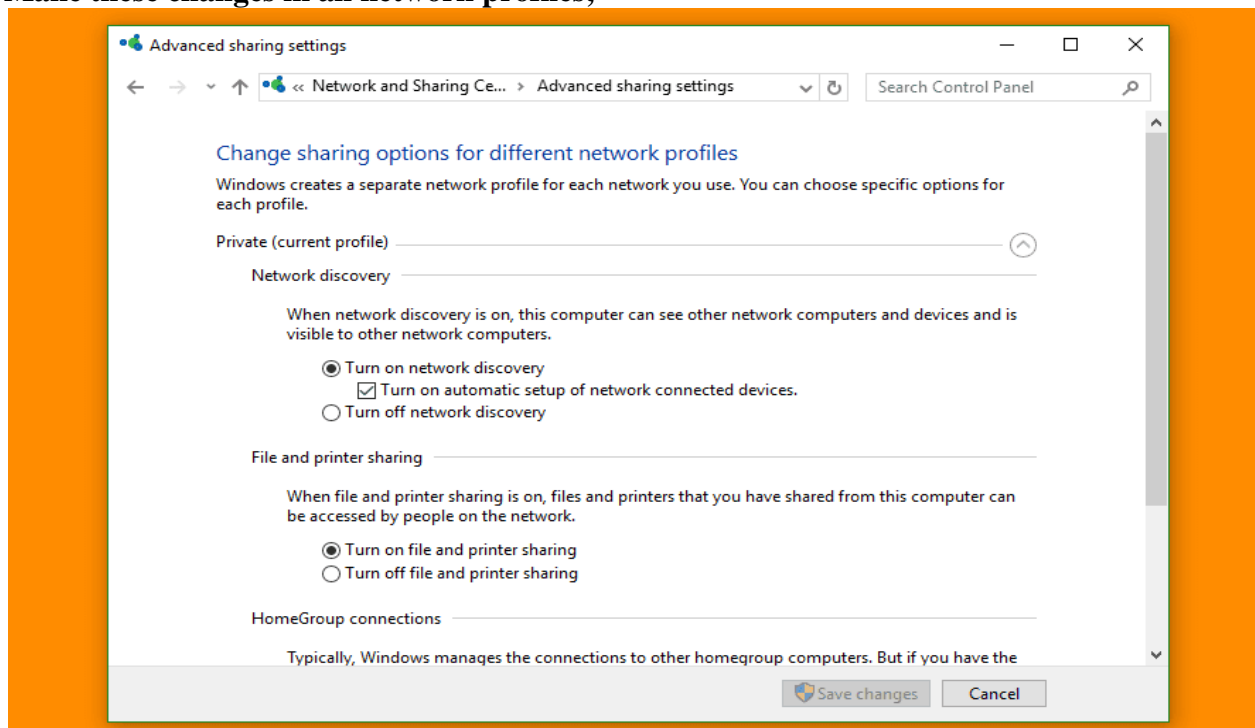 Make these changes in all network profiles,
Advanced sharing settings
« Network and Sharing Ce... > Advanced sharing settings
Search Control Panel
Change sharing options for different network profiles
Windows creates a separate network profile for each network you use. You can choose specific options for
each profile.
Private (current profile)
Network discovery
When network discovery is on, this computer can see other network computers and devices and is
visible to other network computers.
Turn on network discovery
Turn on automatic setup of network connected devices.
Turn off network discovery
File and printer sharing
When file and printer sharing is on, files and printers that you have shared from this computer can
be accessed by people on the network.
Turn on file and printer sharing
Turn off file and printer sharing
HomeGroup connections
Typically, Windows manages the connections to other homegroup computers. But if you have the
Save changes
Cancel